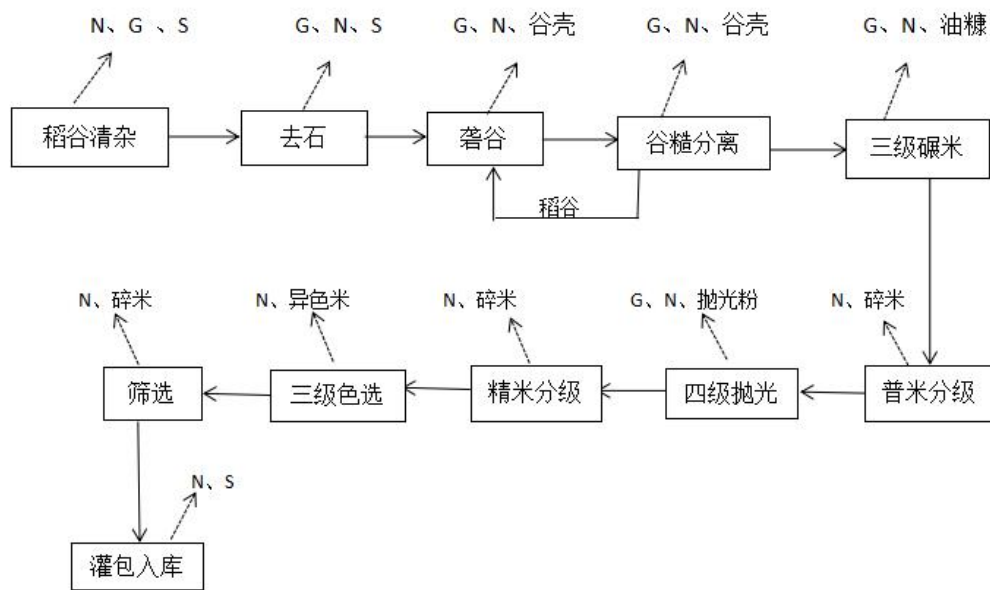 N、G 、S
G、N、S
G、N、谷壳
G、N、谷壳
G、N、油糠
稻谷清杂
去石
砻谷
谷糙分离
三级碾米
稻谷
N、碎米
N、异色米
N、碎米
G、N、抛光粉
N、碎米
筛选
三级色选
精米分级
四级抛光
普米分级
N、S
灌包入库